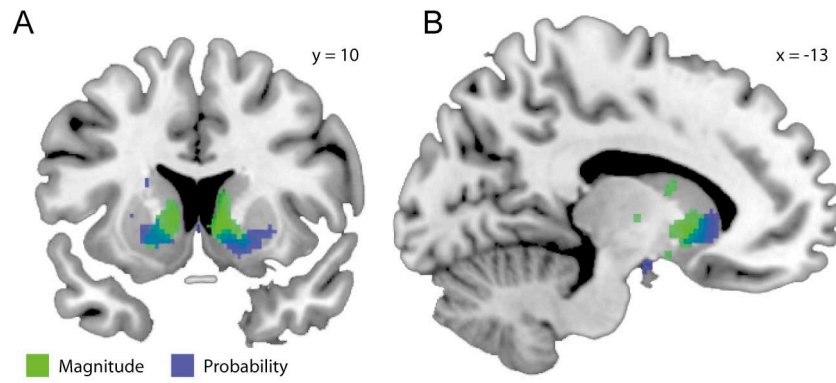 A
B
y = 10
x = -13
Magnitude
Probability